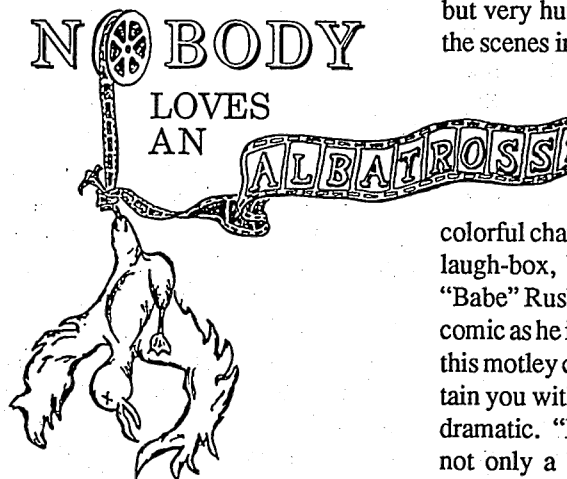 NOBODY
LOVES
AN
ALBATROSS
but very hu
the scenes in
colorful cha
laugh-box,
“Babe” Rus
comic as he i
this motley c
tain you wit
dramatic. “
not only a